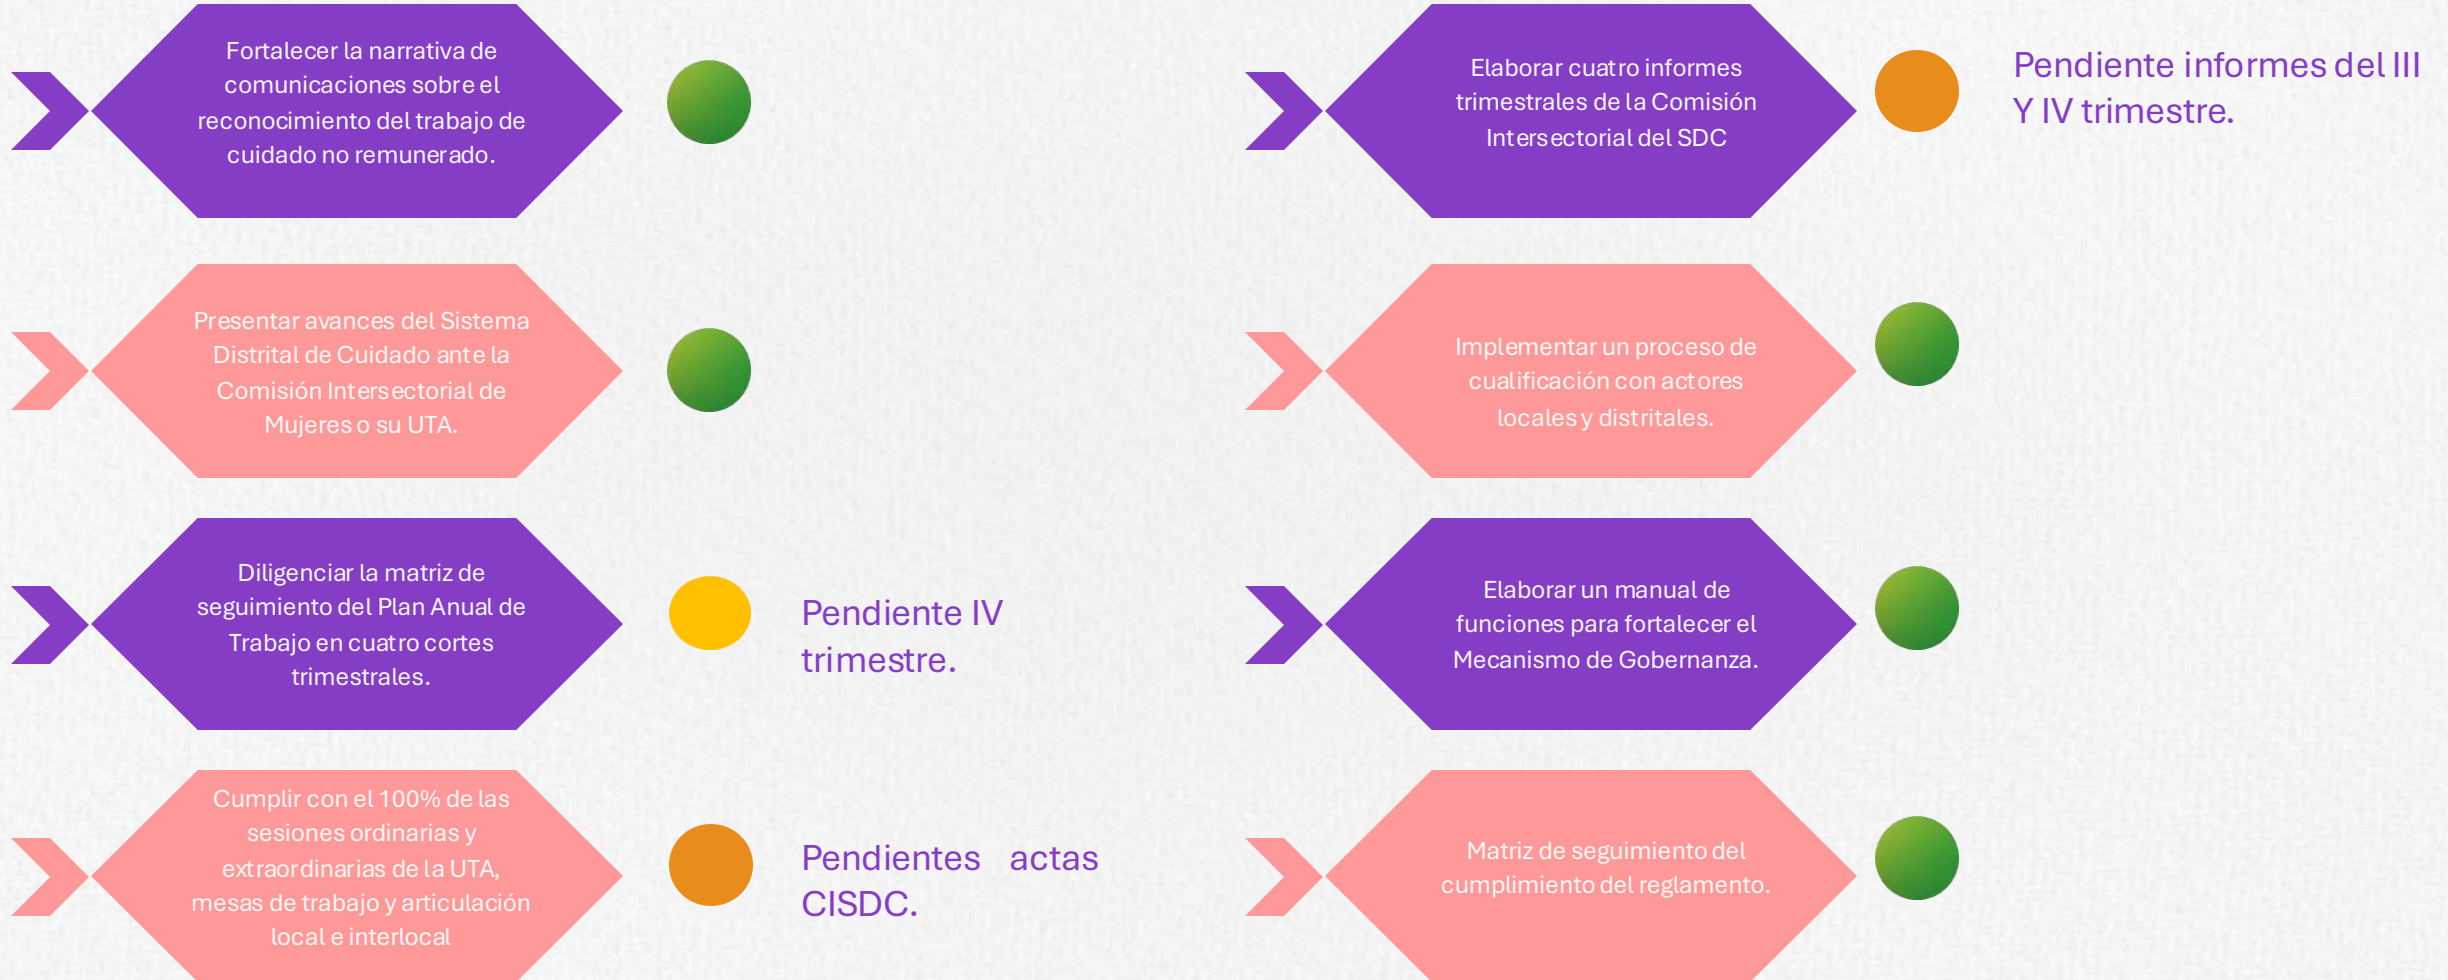 Fortalecer la narrativa de
comunicaciones sobre el
reconocimiento del trabajo de
cuidado no remunerado.
Presentar avances del Sistema
Distrital de Cuidado ante la
Comisión Intersectorial de
Mujeres o su UTA.
Diligenciar la matriz de
seguimiento del Plan Anual de
Trabajo en cuatro cortes
trimestrales.
Pendiente IV
trimestre.
Cumplir con el 100% de las
sesiones ordinarias y
extraordinarias de la UTA,
mesas de trabajo y articulación
local e interlocal
Pendientes actas
CISDC.
Elaborar cuatro informes
trimestrales de la Comisión
Intersectorial del SDC
Pendiente informes del III
Y IV trimestre.
Implementar un proceso de
cualificación con actores
locales y distritales.
Elaborar un manual de
funciones para fortalecer el
Mecanismo de Gobernanza.
Matriz de seguimiento del
cumplimiento del reglamento.